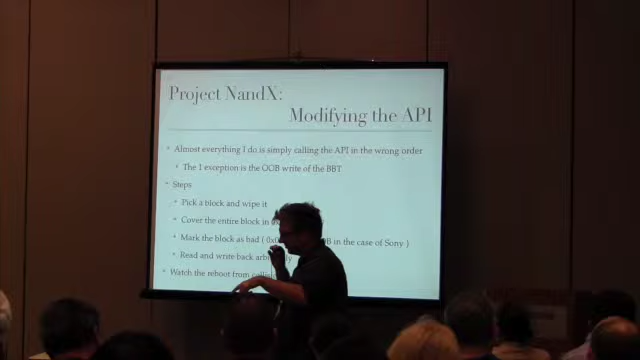 Project NandX:
Modifying the API
Almost everything I do is simply calling the API in the wrong order
The 1 exception is the OOB write of the BBT
Steps
Pick a block and wipe it
Cover the entire block in
Mark the block as bad ( in the case of Sony )
Read and write back
Watch the reboot from